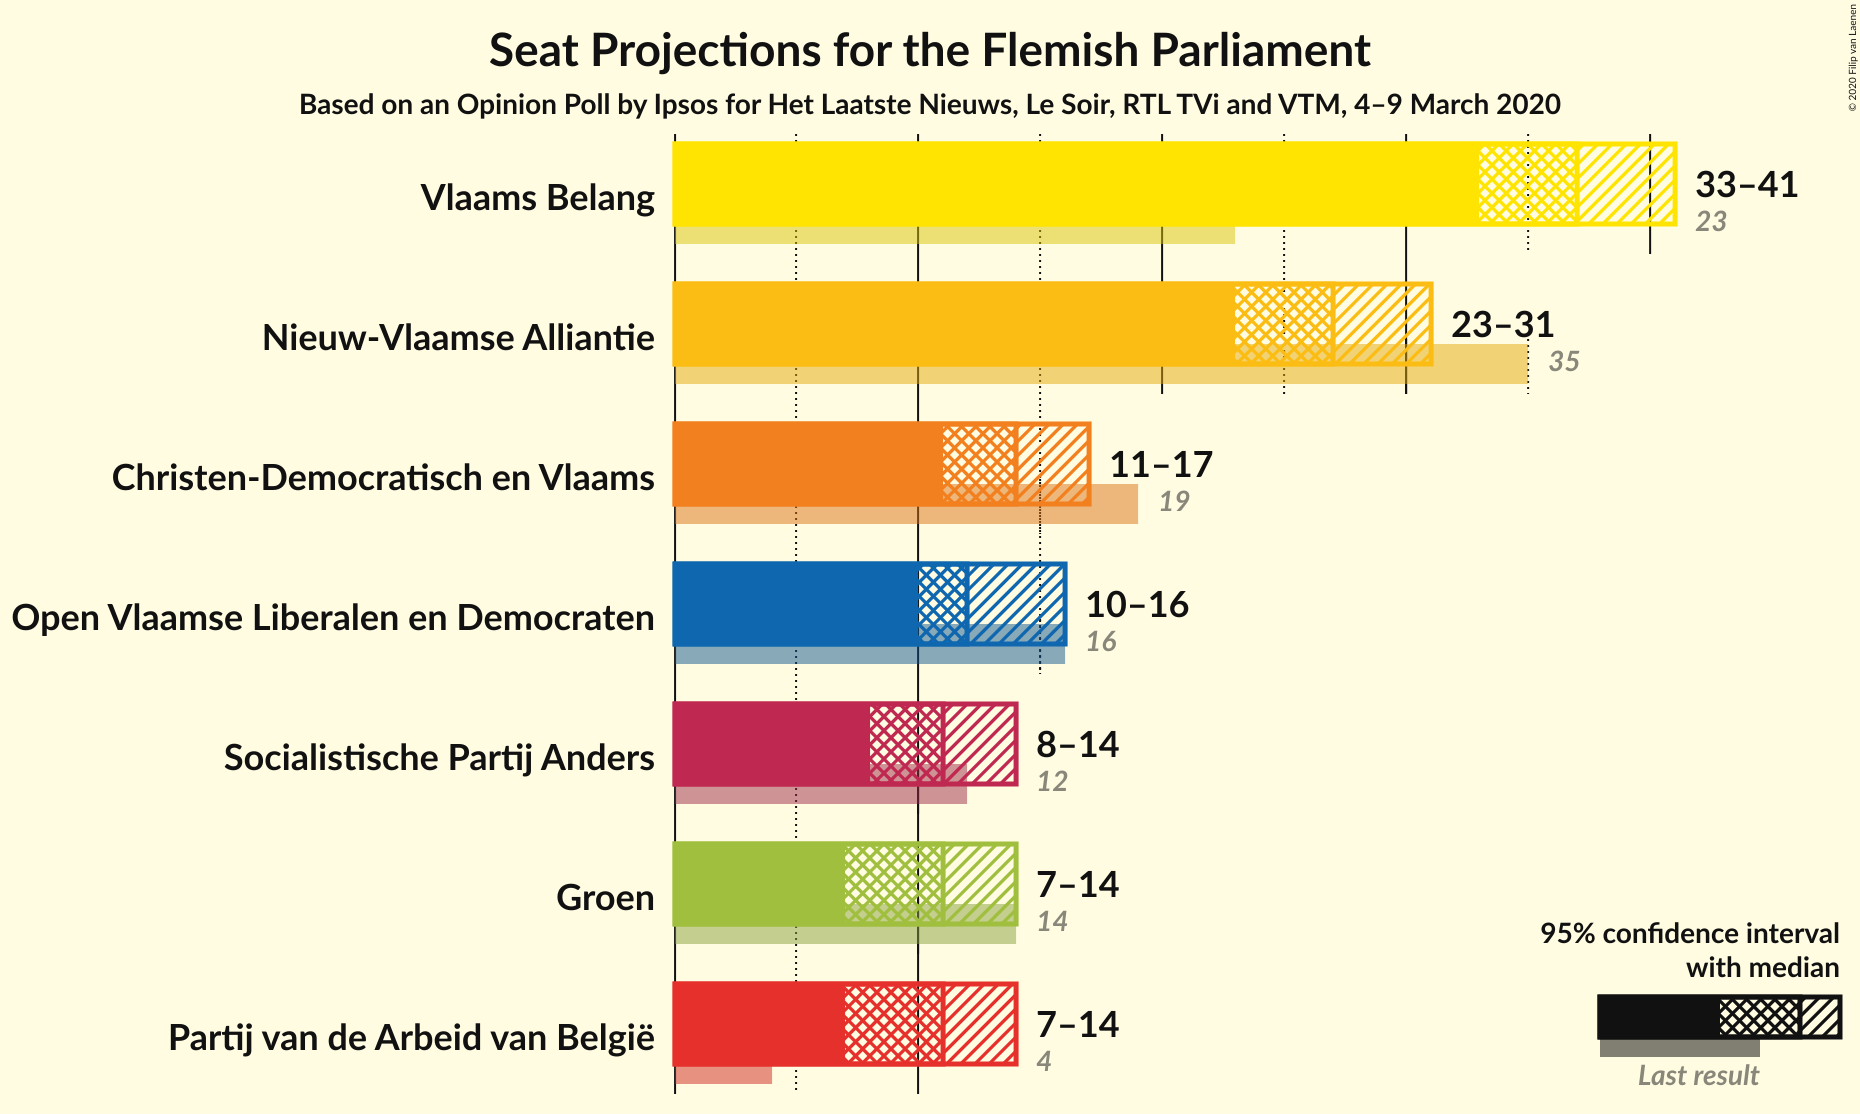 Seat Projections for the Flemish Parliament
Based on an Opinion Poll by Ipsos for Het Laatste Nieuws, Le Soir, RTL TVi and VTM, 4–9 March 2020
© 2020 Filip van Laenen
Vlaams Belang
33–41
23
Nieuw-Vlaamse Alliantie
23–31
35
Christen-Democratisch en Vlaams
11–17
19
Open Vlaamse Liberalen en Democraten
10–16
16
Socialistische Partij Anders
8–14
12
Groen
7–14
14
Partij van de Arbeid van België
7–14
4
95% confidence interval
with median
Last result